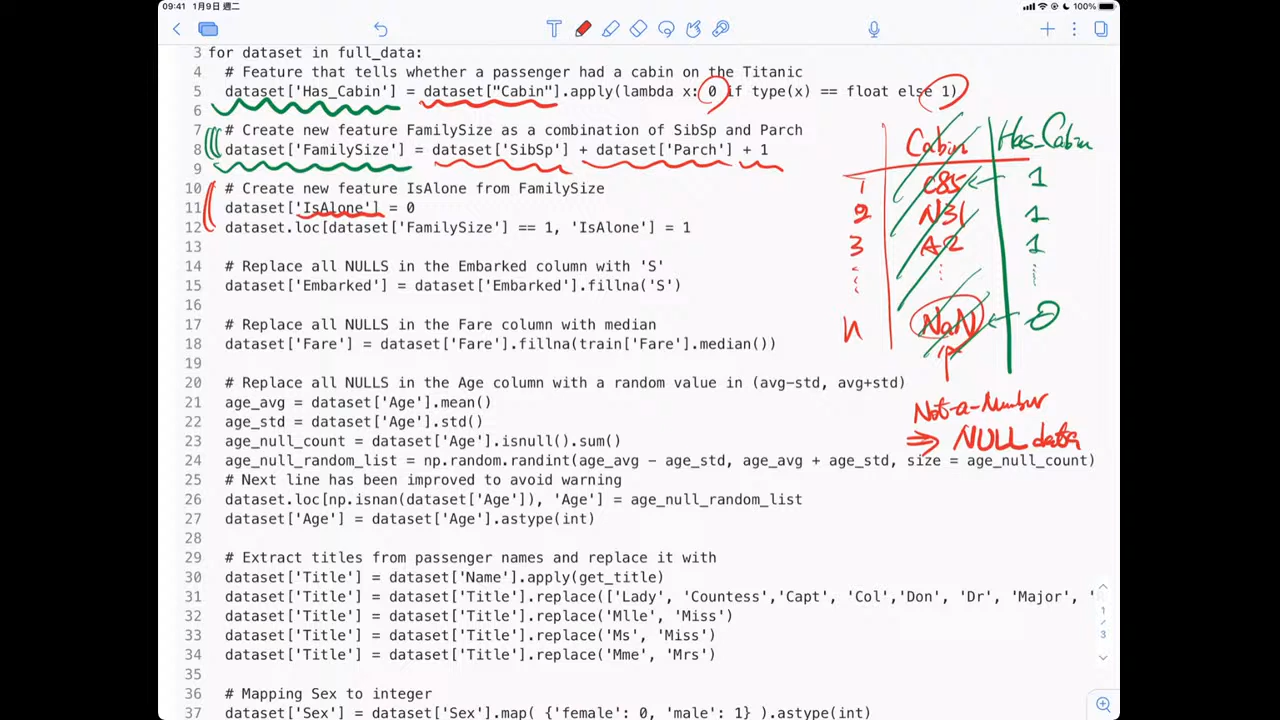 09:41 1月9日 週二
100%
3 for dataset in full_data:
4 # Feature that tells whether a passenger had a cabin on the Titanic
5 dataset['Has_Cabin'] = dataset["Cabin"].apply(lambda x: 0 if type(x) == float else 1)
6
7 # Create new feature FamilySize as a combination of SibSp and Parch
8 dataset['FamilySize'] = dataset['SibSp'] + dataset['Parch'] + 1
9
10 # Create new feature IsAlone from FamilySize
11 dataset['IsAlone'] = 0
12 dataset.loc[dataset['FamilySize'] == 1, 'IsAlone'] = 1
13
14 # Replace all NULLS in the Embarked column with 'S'
15 dataset['Embarked'] = dataset['Embarked'].fillna('S')
16
17 # Replace all NULLS in the Fare column with median
18 dataset['Fare'] = dataset['Fare'].fillna(train['Fare'].median())
19
20 # Replace all NULLS in the Age column with a random value in (avg-std, avg+std)
21 age_avg = dataset['Age'].mean()
22 age_std = dataset['Age'].std()
23 age_null_count = dataset['Age'].isnull().sum()
24 age_null_random_list = np.random.randint(age_avg - age_std, age_avg + age_std, size = age_null_count)
25 # Next line has been improved to avoid warning
26 dataset.loc[np.isnan(dataset['Age']), 'Age'] = age_null_random_list
27 dataset['Age'] = dataset['Age'].astype(int)
28
29 # Extract titles from passenger names and replace it with
30 dataset['Title'] = dataset['Name'].apply(get_title)
31 dataset['Title'] = dataset['Title'].replace(['Lady', 'Countess','Capt', 'Col','Don', 'Dr', 'Major', '
32 dataset['Title'] = dataset['Title'].replace('Mlle', 'Miss')
33 dataset['Title'] = dataset['Title'].replace('Ms', 'Miss')
34 dataset['Title'] = dataset['Title'].replace('Mme', 'Mrs')
35
36 # Mapping Sex to integer
37 dataset['Sex'] = dataset['Sex'].map( {'female': 0, 'male': 1} ).astype(int)
Cabin Has_Cabin
1 C85 ← 1
2 N31 1
3 A2 1
n NaN ← 0
Not-a-Number
⇒ NULL data
1
/
3